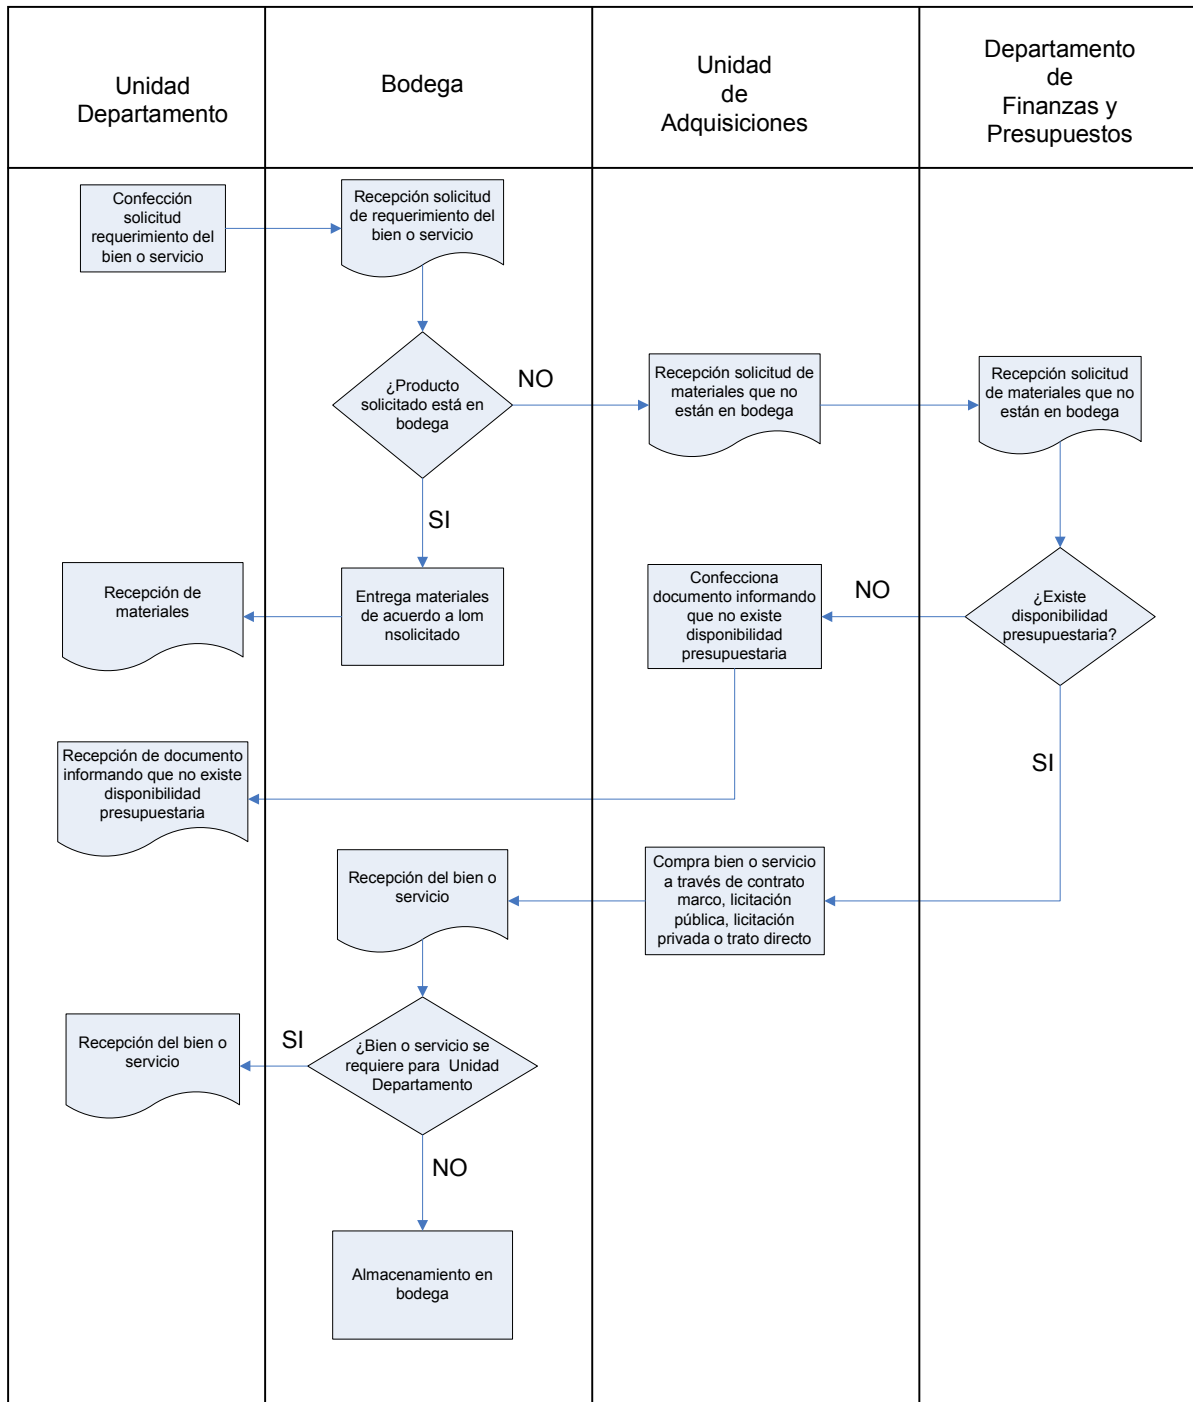 Unidad
Departamento
Bodega
Unidad
de
Adquisiciones
Departamento
de
Finanzas y
Presupuestos
Confección
solicitud
requerimiento del
bien o servicio
Recepción solicitud
de requerimiento del
bien o servicio
¿Producto
solicitado está en
bodega
NO
Recepción solicitud de
materiales que no
están en bodega
Recepción solicitud
de materiales que no
están en bodega
SI
Recepción de
materiales
Entrega materiales
de acuerdo a lom
nsolicitado
Confecciona
documento informando
que no existe
disponibilidad
presupuestaria
NO
¿Existe
disponibilidad
presupuestaria?
Recepción de documento
informando que no existe
disponibilidad
presupuestaria
SI
Recepción del bien o
servicio
Compra bien o servicio
a través de contrato
marco, licitación
pública, licitación
privada o trato directo
Recepción del bien o
servicio
SI
¿Bien o servicio se
requiere para  Unidad
Departamento
NO
Almacenamiento en
bodega